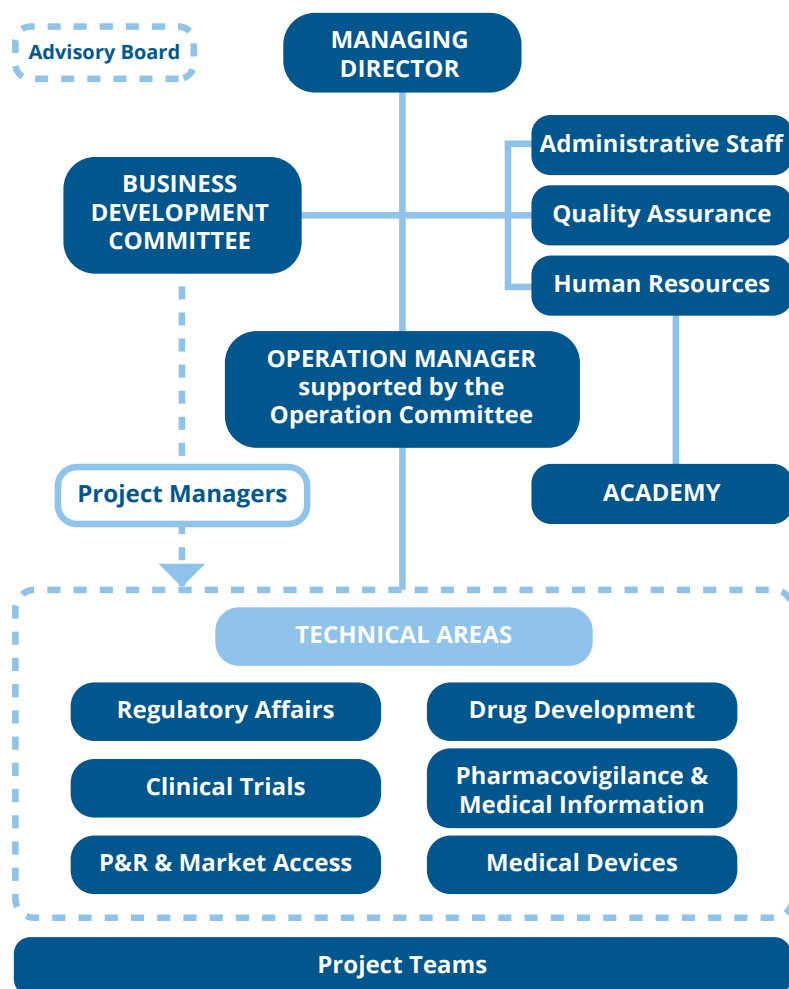 Advisory Board
MANAGING
DIRECTOR
Administrative Staff
BUSINESS
DEVELOPMENT
COMMITTEE
Quality Assurance
Human Resources
OPERATION MANAGER
supported by the
Operation Committee
Project Managers
ACADEMY
TECHNICAL AREAS
Regulatory Affairs
Drug Development
Clinical Trials
Pharmacovigilance &
Medical Information
P&R & Market Access
Medical Devices
Project Teams